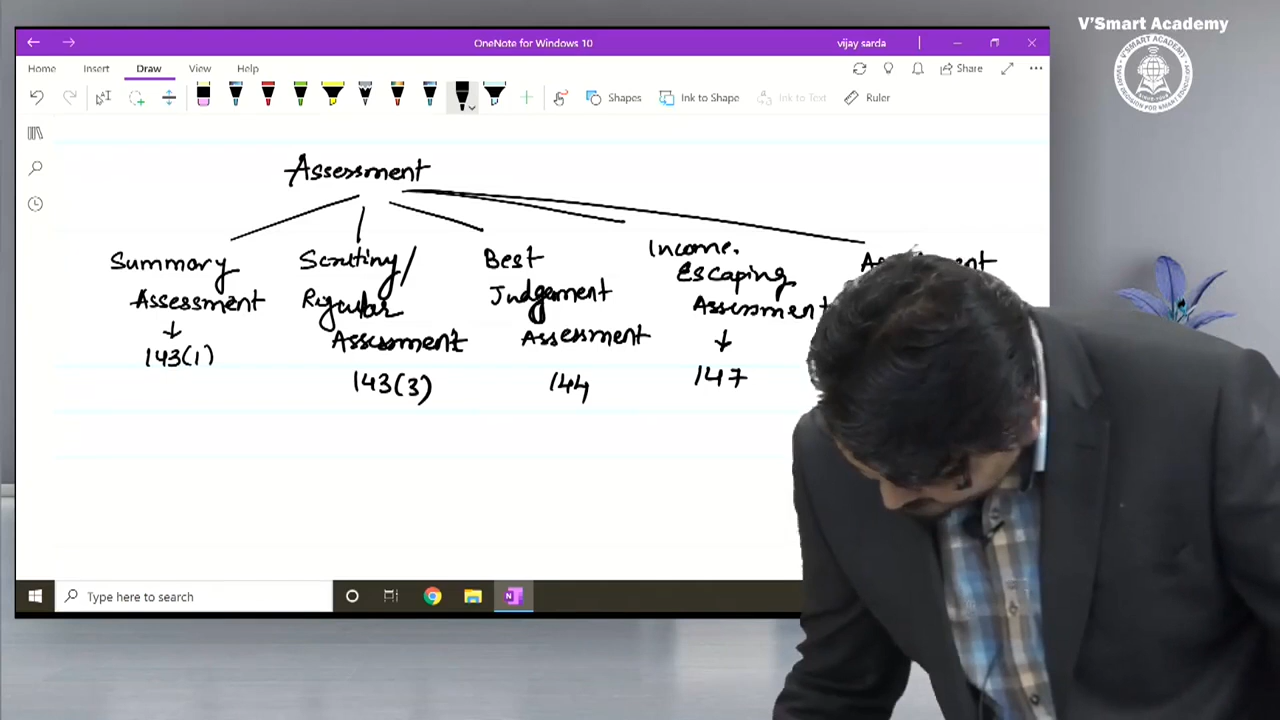 V'Smart Academy
OneNote for Windows 10
vijay sarda
Home Insert Draw View Help
Share
Shapes
Ink to Shape
Ink to Text
Ruler
Assessment
Summary
Assessment
143(1)
Scrutiny/
Regular
Assessment
143(3)
Best
Judgement
Assessment
144
Income.
Escaping
Assessment
147
Type here to search